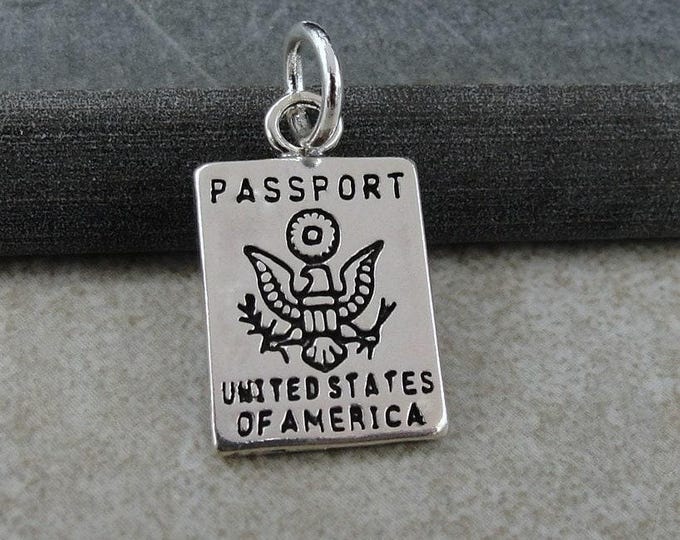 PASSPORT
UNITED STATES
OF AMERICA